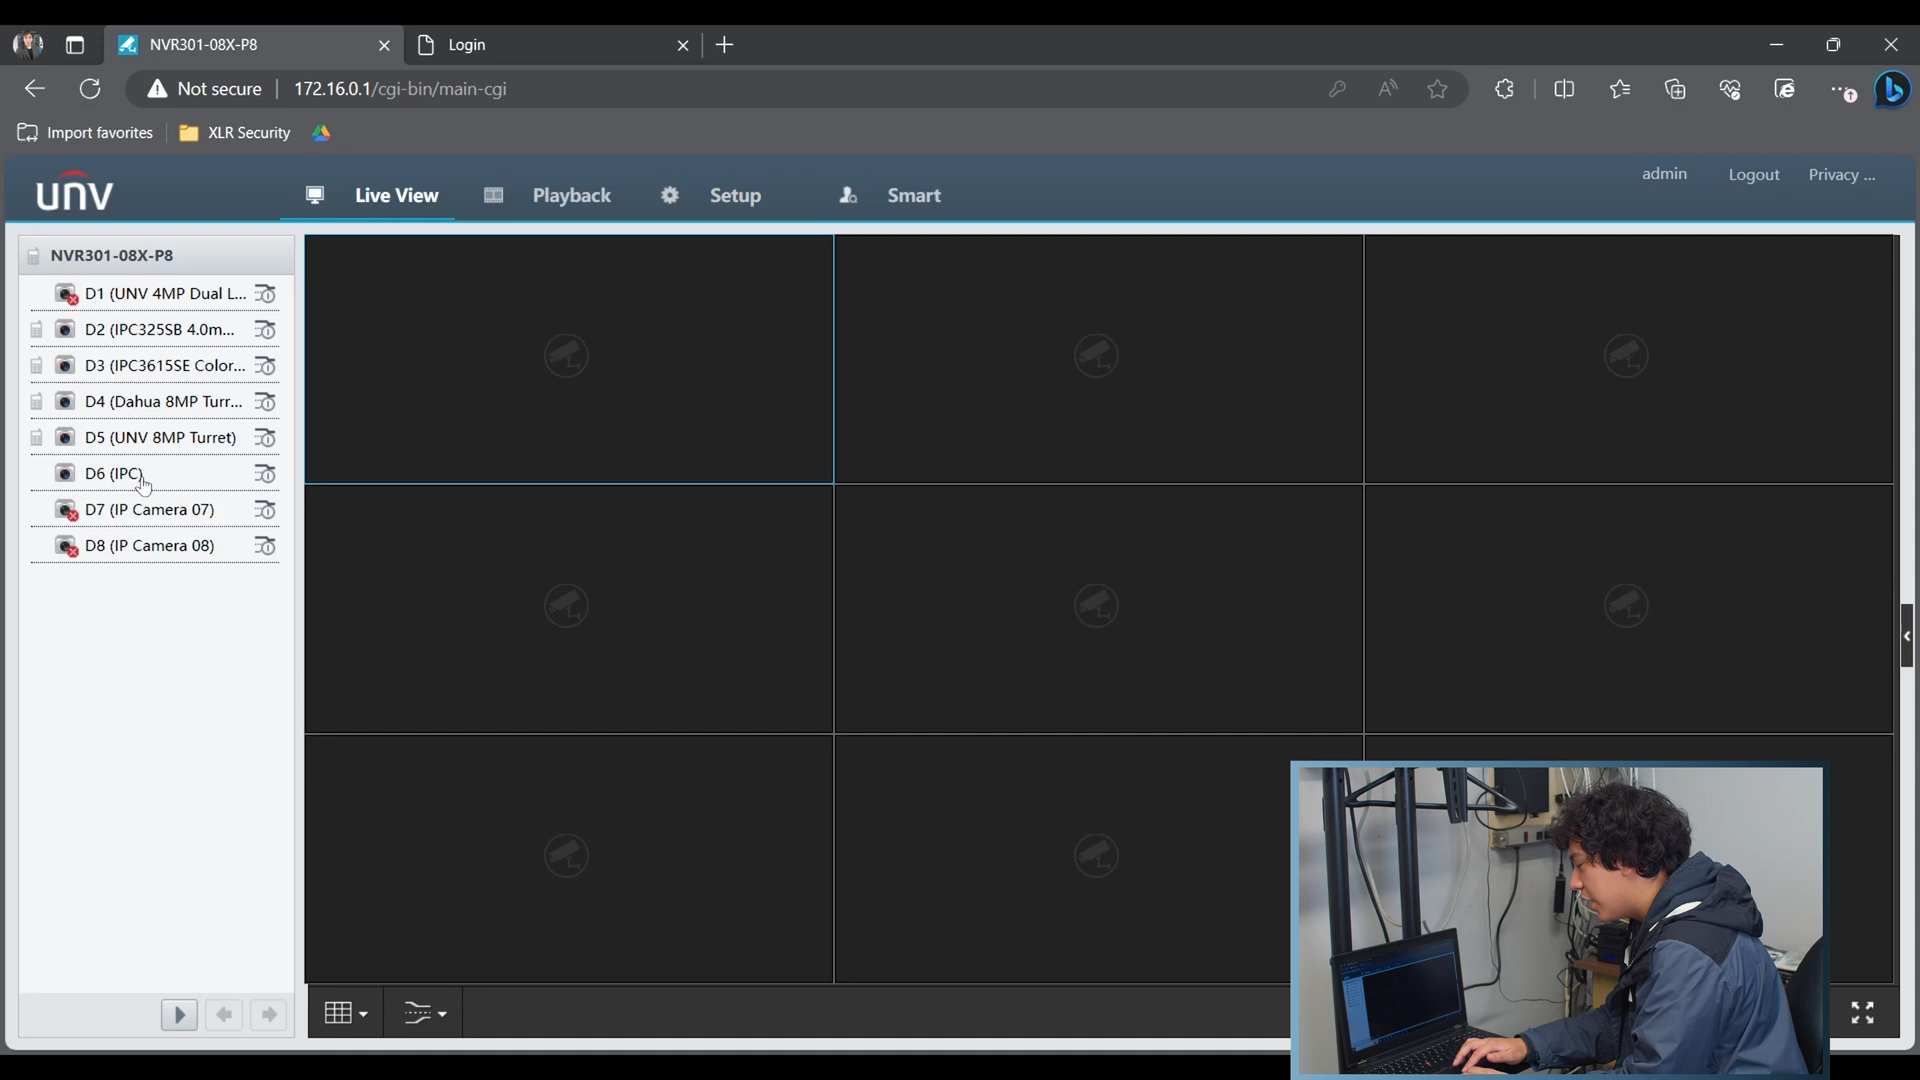 NVR301-08X-P8
Login
Not secure
172.16.0.1/cgi-bin/main-cgi
Import favorites
XLR Security
unv
Live View
Playback
Setup
Smart
admin
Logout
Privacy ...
NVR301-08X-P8
D1 (UNV 4MP Dual L...
D2 (IPC325SB 4.0m...
D3 (IPC3615SE Color...
D4 (Dahua 8MP Turr...
D5 (UNV 8MP Turret)
D6 (IPC)
D7 (IP Camera 07)
D8 (IP Camera 08)